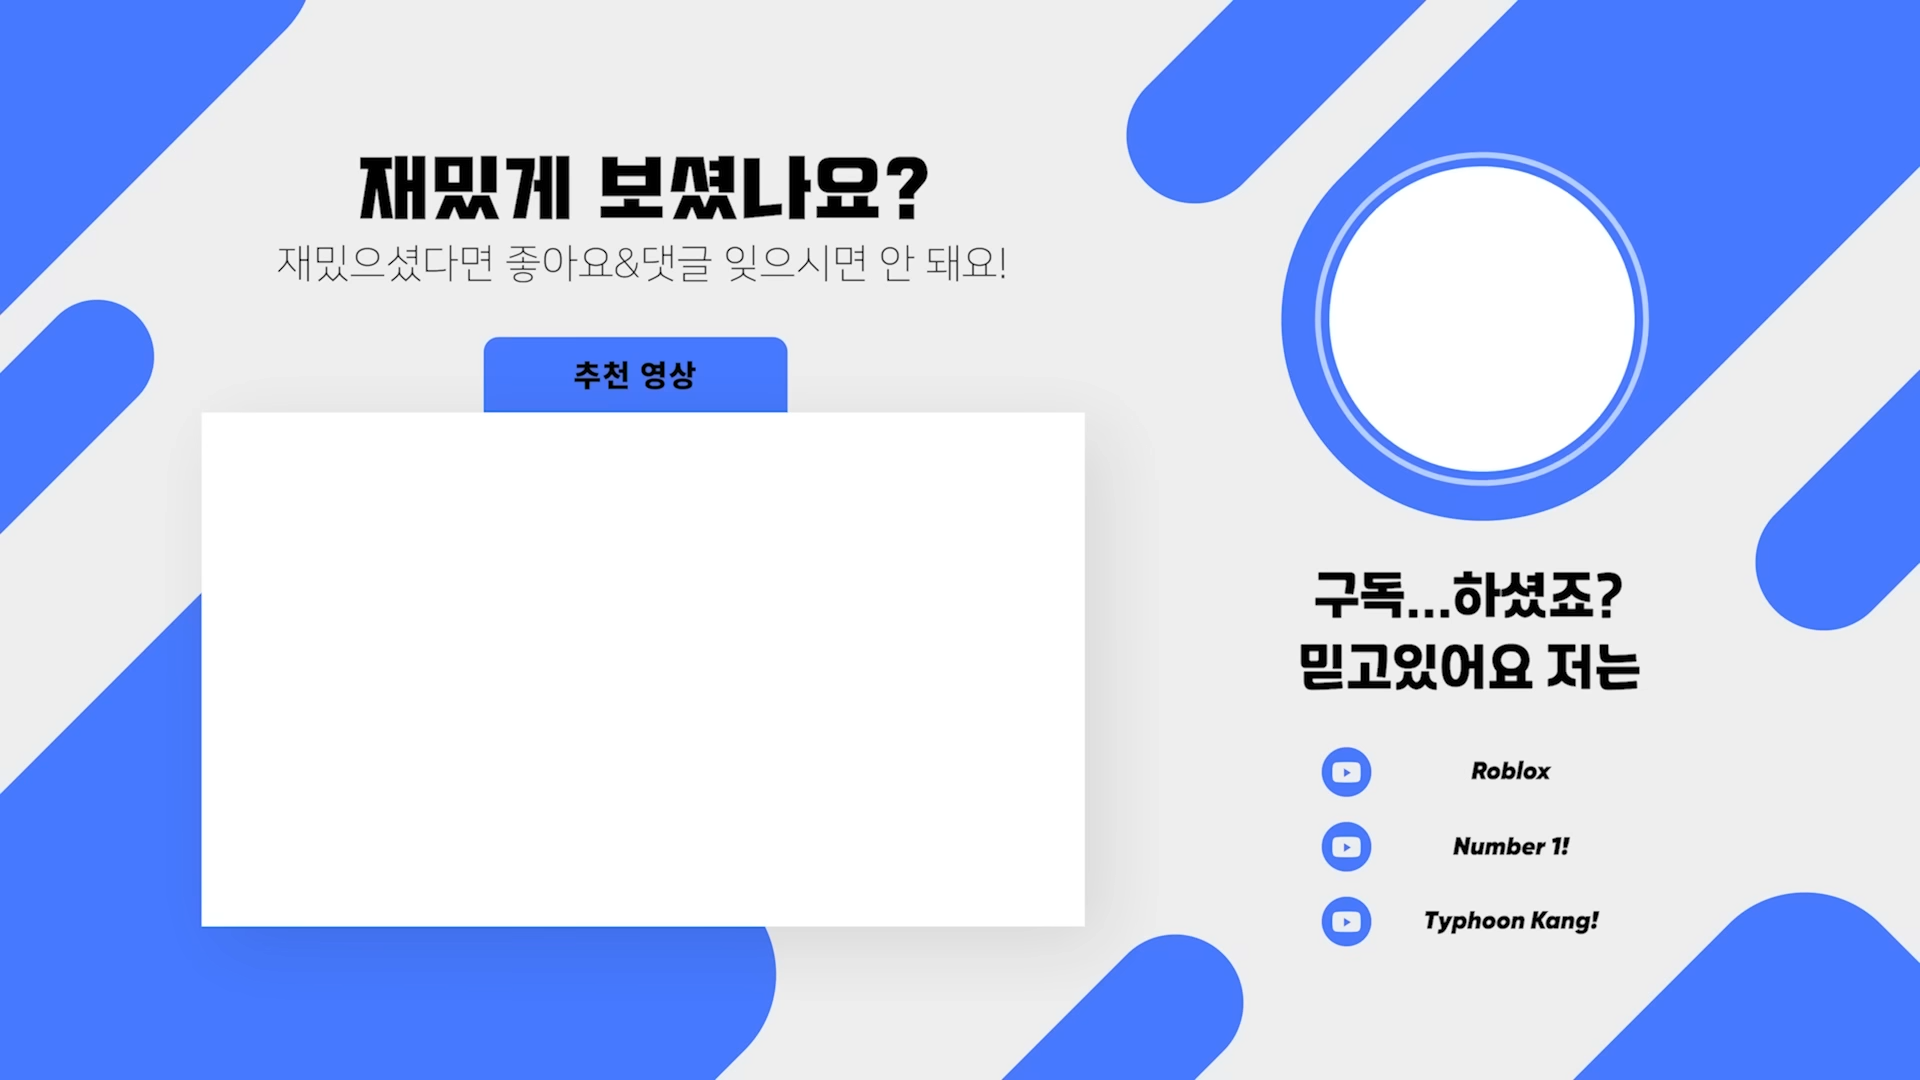 재밌게 보셨나요?
재밌으셨다면 좋아요&댓글 잊으시면 안 돼요!
추천 영상
구독...하셨죠?
믿고있어요 저는
Roblox
Number 1!
Typhoon Kang!